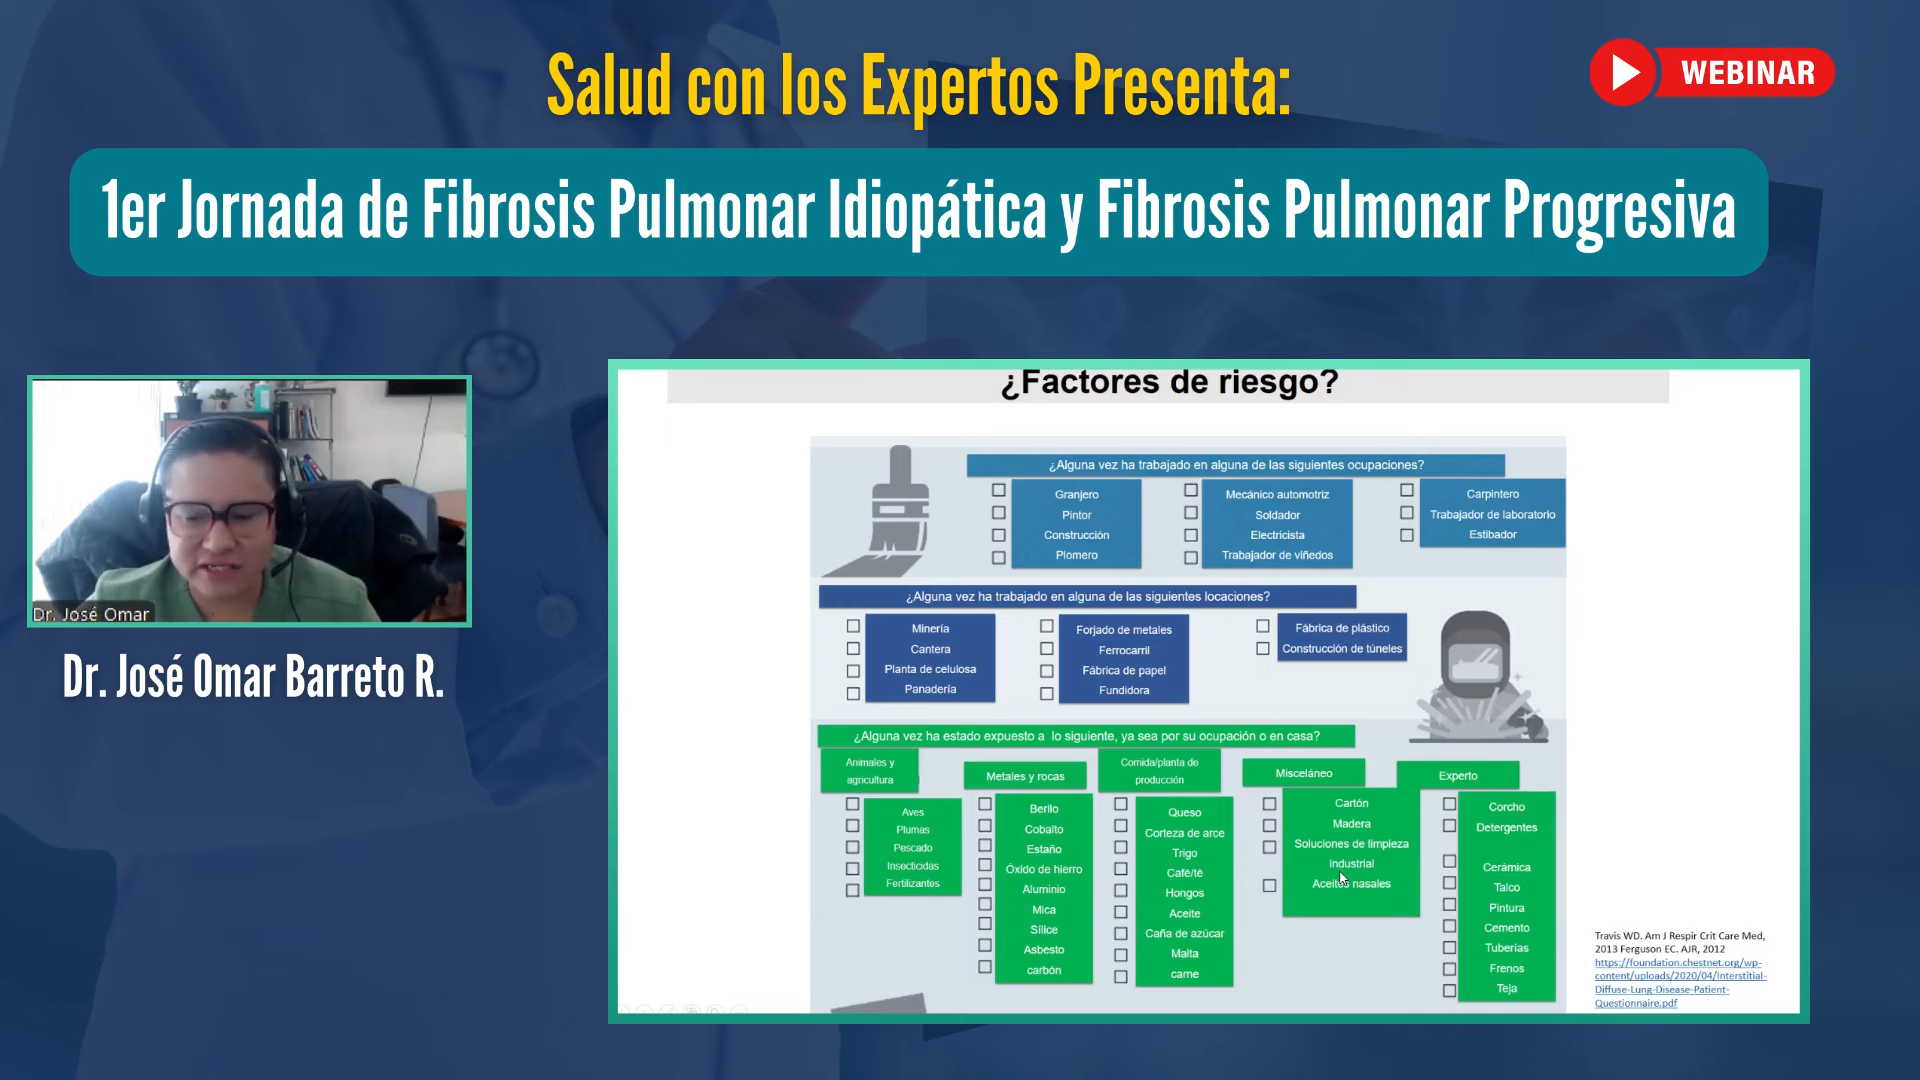 Salud con los Expertos Presenta:
WEBINAR
1er Jornada de Fibrosis Pulmonar Idiopática y Fibrosis Pulmonar Progresiva
Dr. José Omar
Dr. José Omar Barreto R.
¿Factores de riesgo?
¿Alguna vez ha trabajado en alguna de las siguientes ocupaciones?
Granjero
Pintor
Construcción
Plomero
Mecánico automotriz
Soldador
Electricista
Trabajador de viñedos
Carpintero
Trabajador de laboratorio
Estibador
¿Alguna vez ha trabajado en alguna de las siguientes locaciones?
Minería
Cantera
Planta de celulosa
Panadería
Forjado de metales
Ferrocarril
Fábrica de papel
Fundidora
Fábrica de plástico
Construcción de túneles
¿Alguna vez ha estado expuesto a lo siguiente, ya sea por su ocupación o en casa?
Animales y
agricultura
Aves
Plumas
Pescado
Insecticidas
Fertilizantes
Metales y rocas
Berilo
Cobalto
Estaño
Óxido de hierro
Aluminio
Mica
Sílice
Asbesto
carbón
Comida/planta de
producción
Queso
Corteza de arce
Trigo
Café/té
Hongos
Aceite
Caña de azúcar
Malta
carne
Misceláneo
Cartón
Madera
Soluciones de limpieza
industrial
Aceites nasales
Experto
Corcho
Detergentes
Cerámica
Talco
Pintura
Cemento
Tuberías
Frenos
Teja
Travis WD. Am J Respir Crit Care Med,
2013 Ferguson EC. AJR, 2012
https://foundation.chestnet.org/wp-
content/uploads/2020/04/Interstitial-
Diffuse-Lung-Disease-Patient-
Questionnaire.pdf